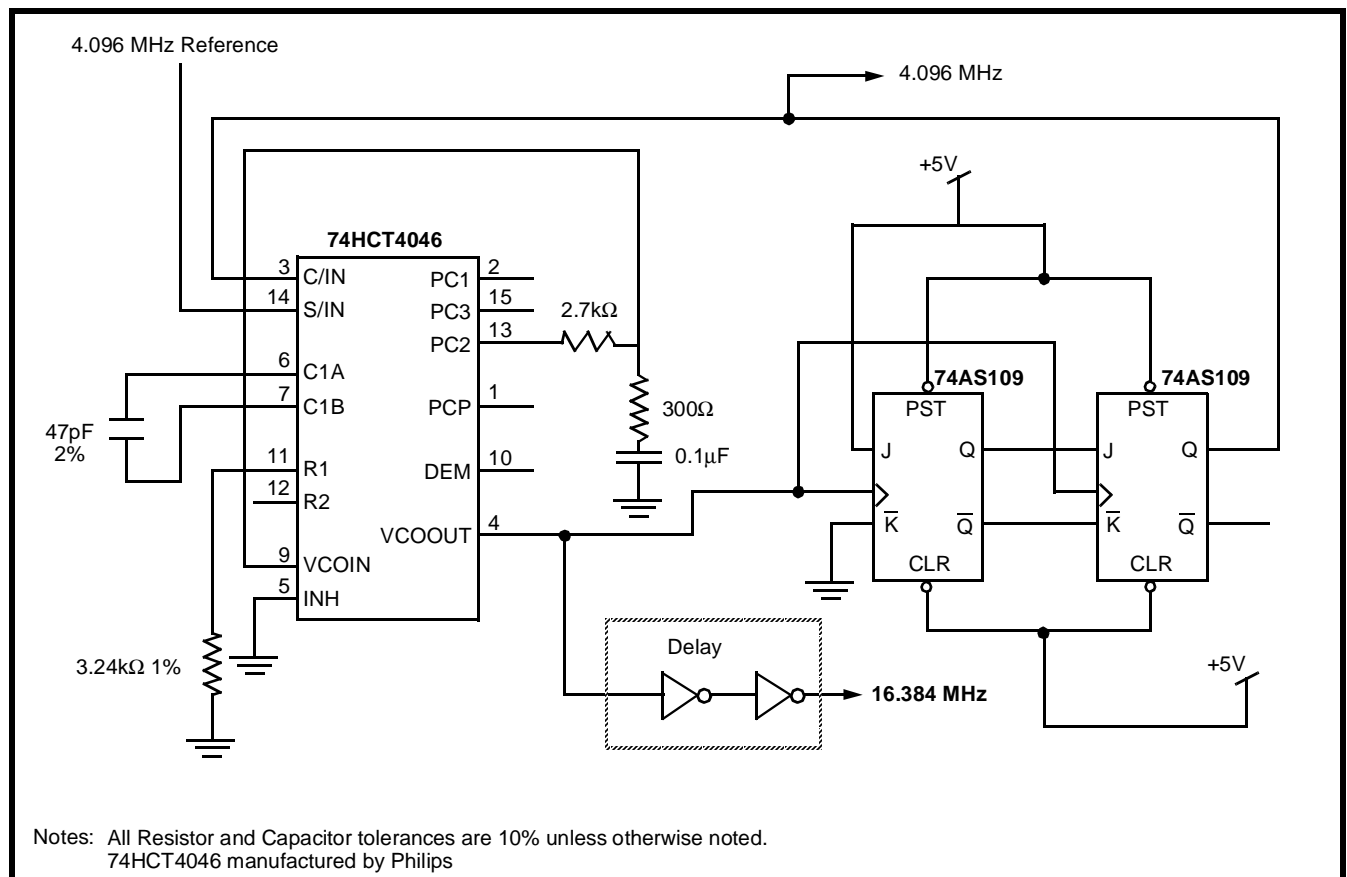 4.096 MHz Reference
4.096 MHz
+5V
74HCT4046
3
C/IN
14
S/IN
6
C1A
7
C1B
11
R1
12
R2
9
VCOIN
5
INH
PC1
2
PC3
15
PC2
13
PCP
1
DEM
10
VCOOUT
4
2.7kΩ
300Ω
0.1μF
47pF
2%
3.24kΩ 1%
74AS109
PST
J
Q
K̅
Q̅
CLR
74AS109
PST
J
Q
K̅
Q̅
CLR
+5V
Delay
16.384 MHz
Notes: All Resistor and Capacitor tolerances are 10% unless otherwise noted.
74HCT4046 manufactured by Philips